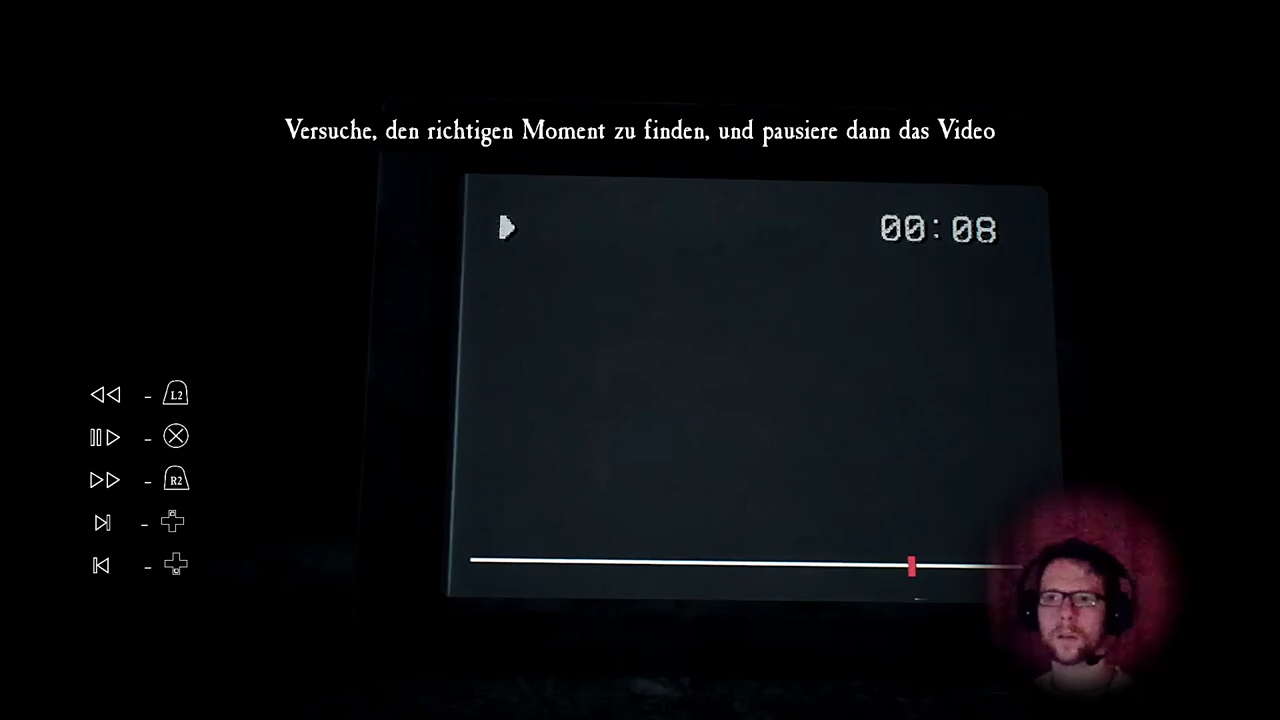 Versuche, den richtigen Moment zu finden, und pausiere dann das Video
00:08
L2
R2